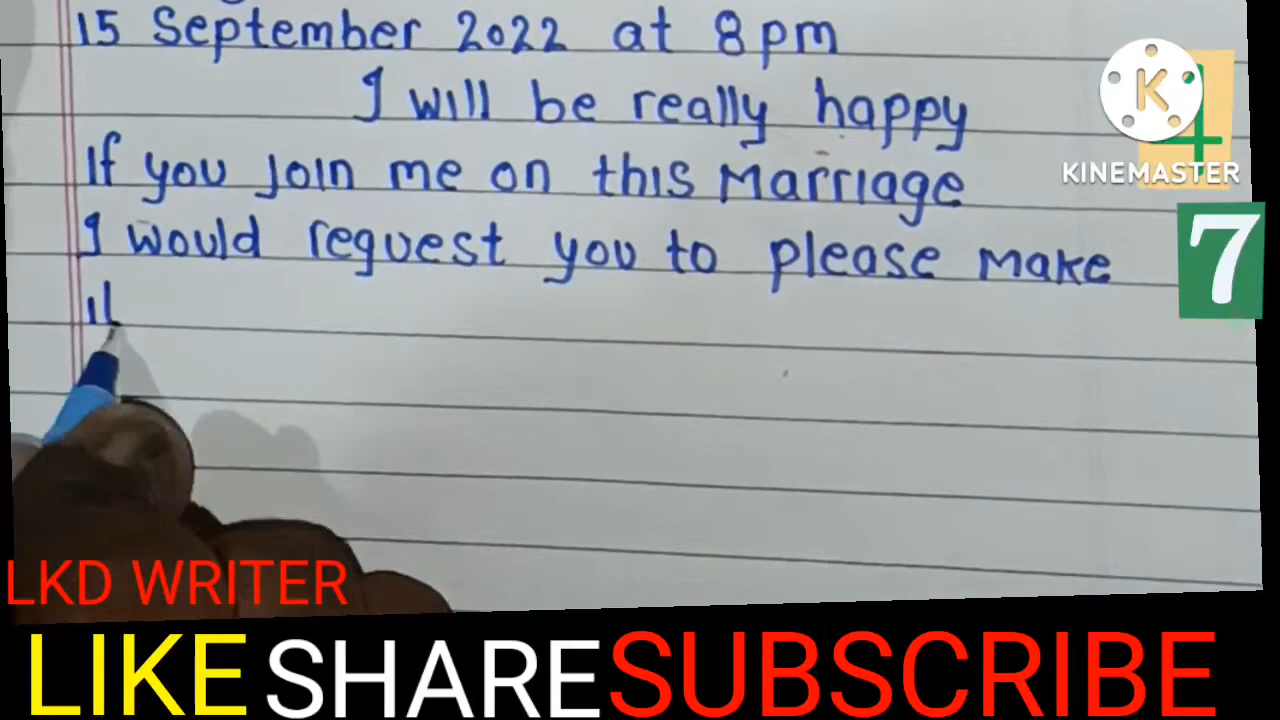 15 September 2022 at 8pm
I will be really happy
If you Join me on this Marriage
I would request you to please make
4
K
KINEMASTER
7
LKD WRITER
LIKE SHARE SUBSCRIBE